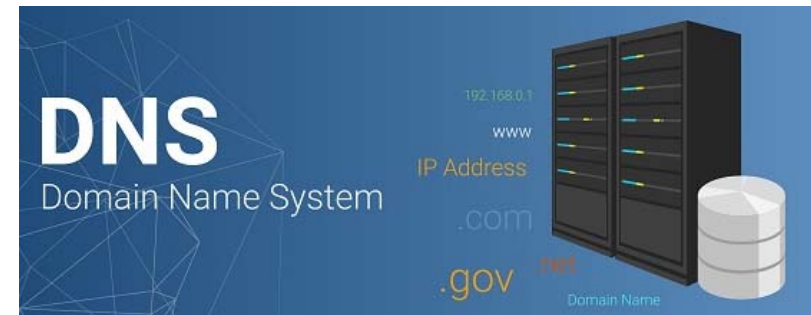 DNS
Domain Name System
192.168.0.1
www
IP Address
.com
.gov
.net
Domain Name